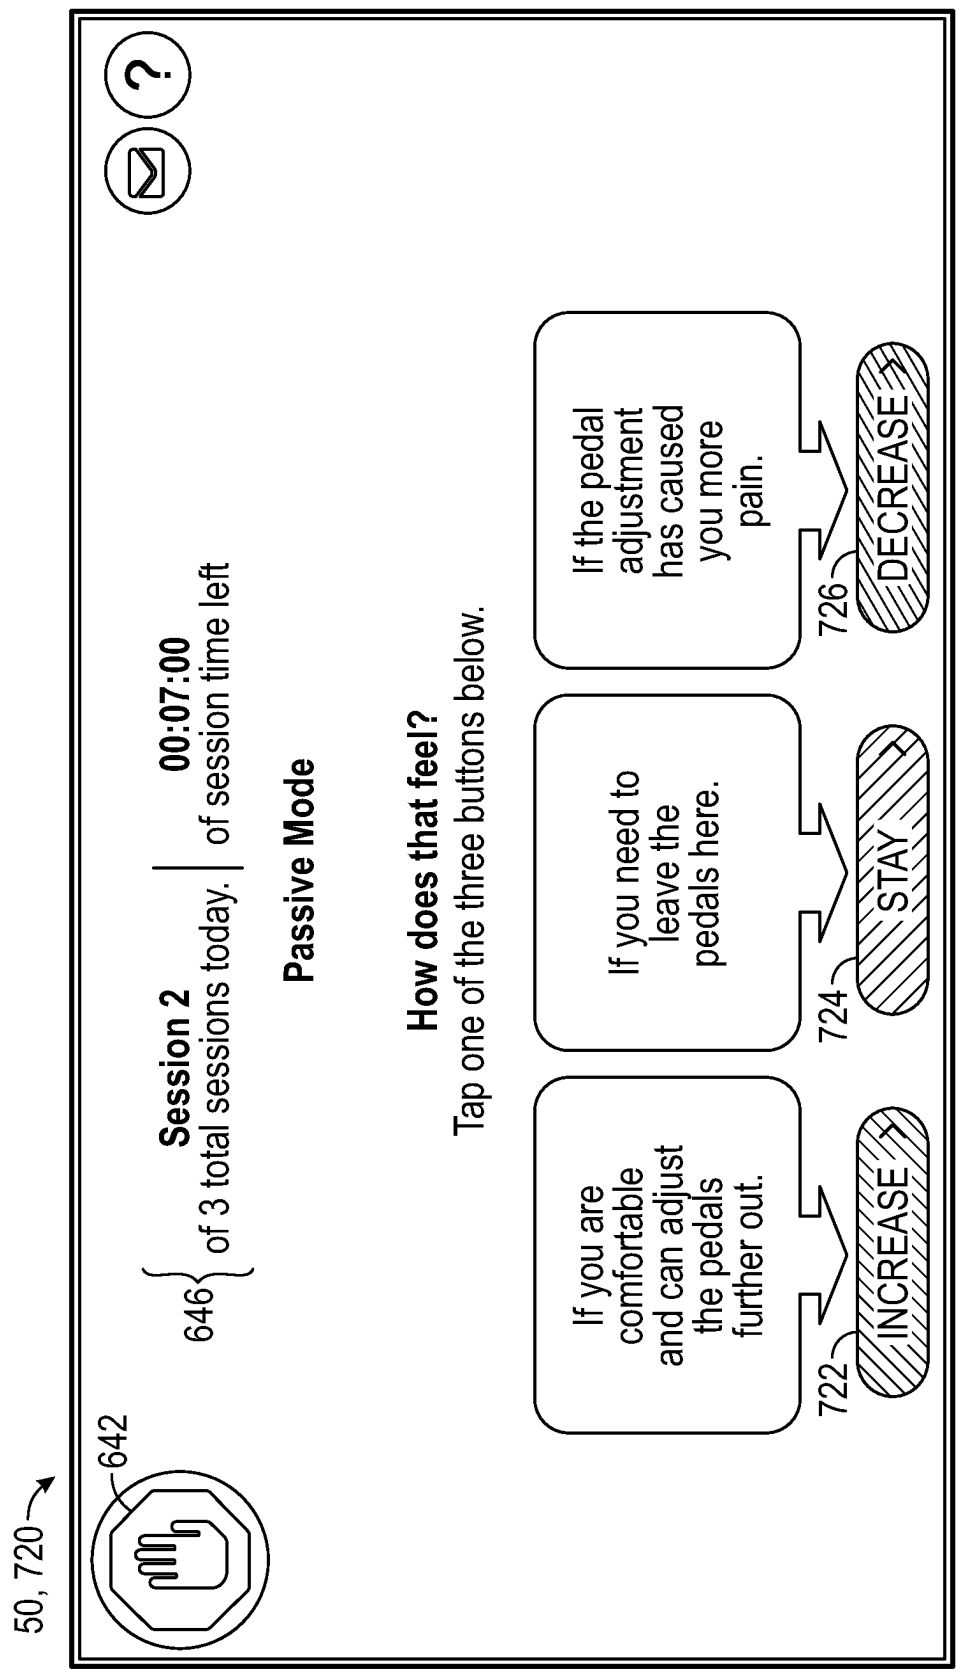 50, 720
642
?
646
Session 2
of 3 total sessions today.
00:07:00
of session time left
Passive Mode
How does that feel?
Tap one of the three buttons below.
If you are
comfortable
and can adjust
the pedals
further out.
If you need to
leave the
pedals here.
If the pedal
adjustment
has caused
you more
pain.
722
INCREASE >
724
STAY >
726
DECREASE >